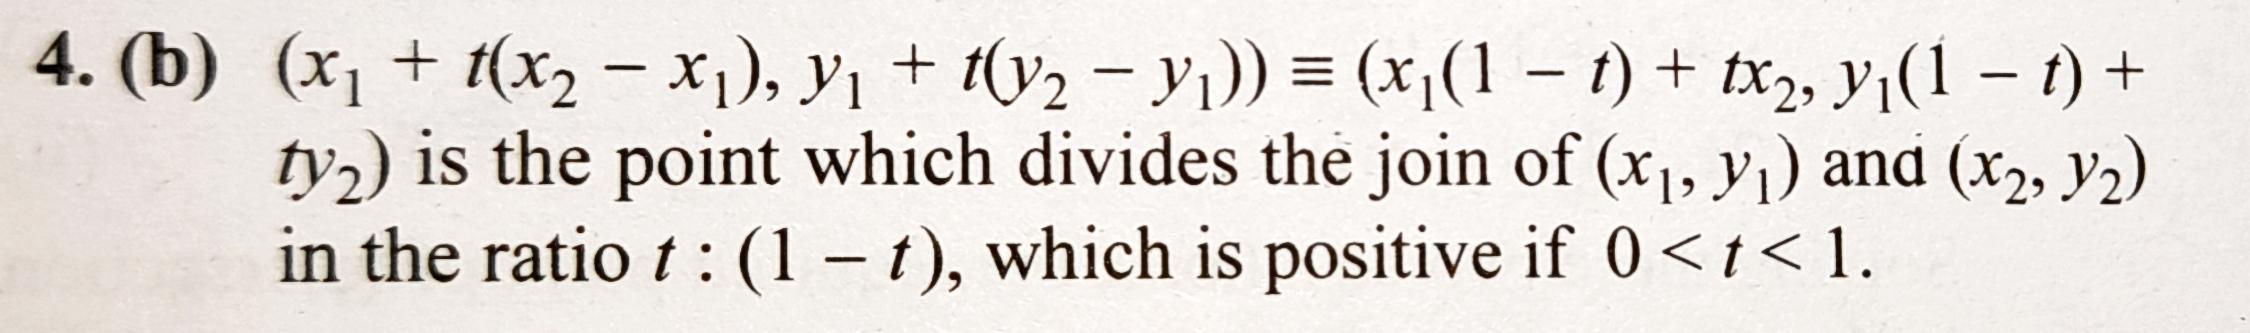 4. (b) (x₁ + t(x₂ − x₁), y₁ + t(y₂ − y₁)) ≡ (x₁(1 − t) + tx₂, y₁(1 − t) +
ty₂) is the point which divides the join of (x₁, y₁) and (x₂, y₂)
in the ratio t : (1 − t), which is positive if 0 < t < 1.